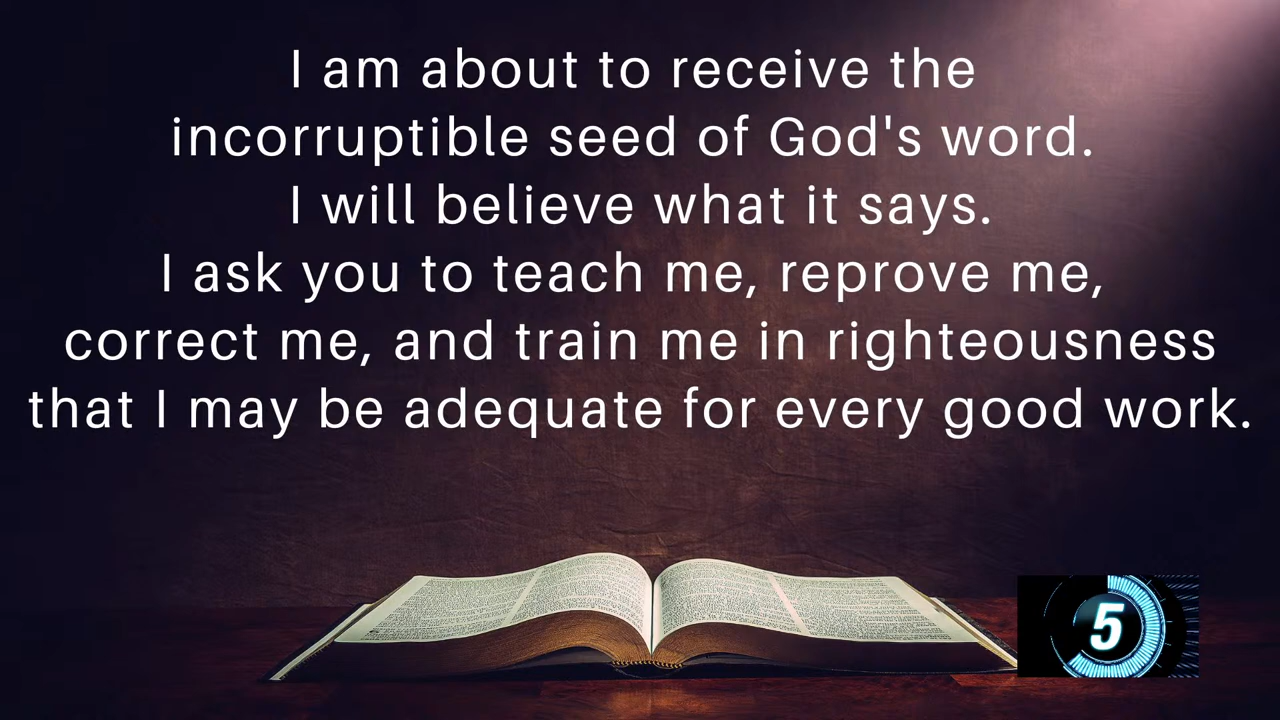 I am about to receive the
incorruptible seed of God's word.
I will believe what it says.
I ask you to teach me, reprove me,
correct me, and train me in righteousness
that I may be adequate for every good work.
5